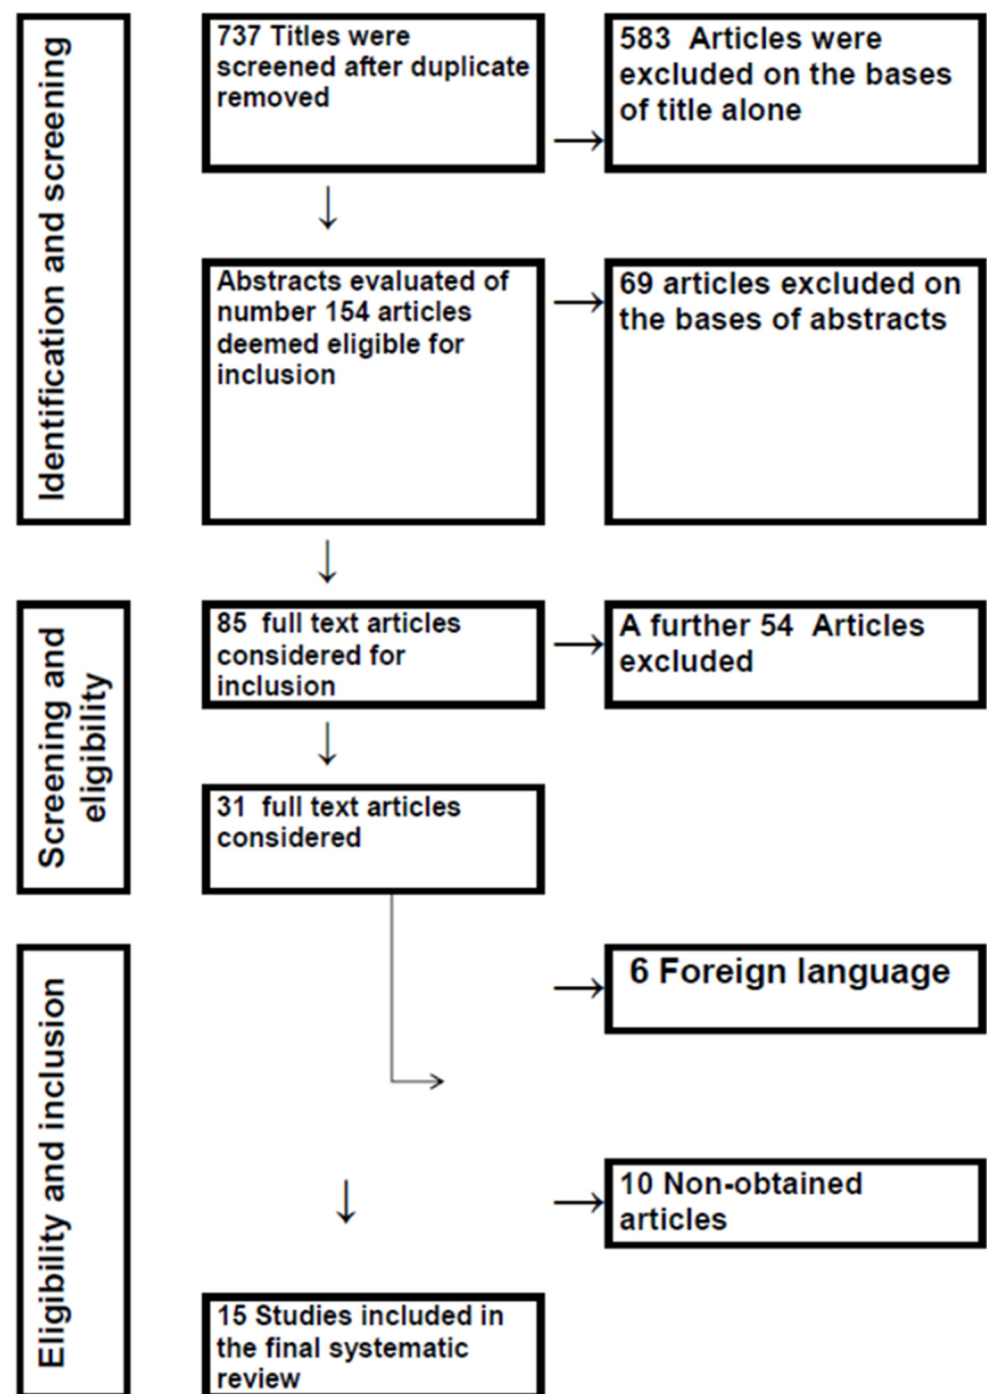 Identification and screening
737 Titles were
screened after duplicate
removed
583 Articles were
excluded on the bases
of title alone
Abstracts evaluated of
number 154 articles
deemed eligible for
inclusion
69 articles excluded on
the bases of abstracts
Screening and
eligibility
85 full text articles
considered for
inclusion
A further 54 Articles
excluded
31 full text articles
considered
Eligibility and inclusion
6 Foreign language
10 Non-obtained
articles
15 Studies included in
the final systematic
review